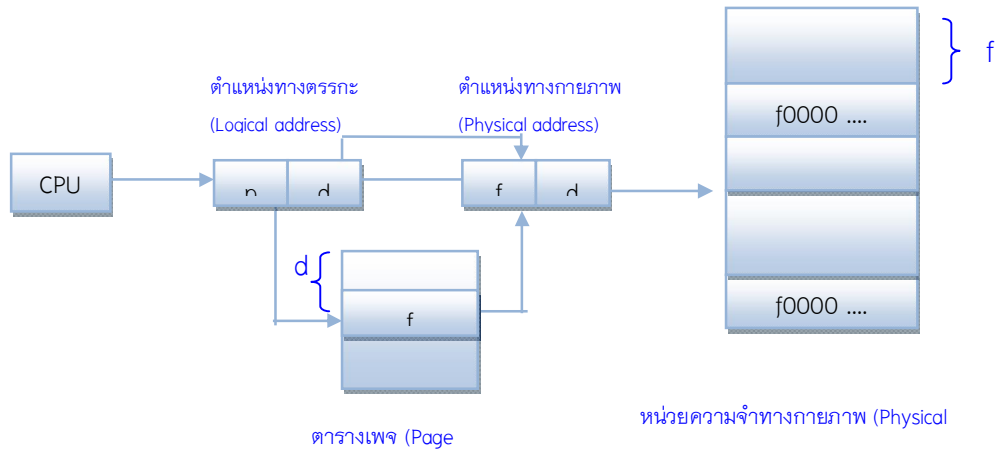 ตำแหน่งทางตรรกะ
(Logical address)
ตำแหน่งทางกายภาพ
(Physical address)
f
f0000 ....
CPU
d
f
d
d
f
f0000 ....
ตารางเพจ (Page
หน่วยความจำทางกายภาพ (Physical